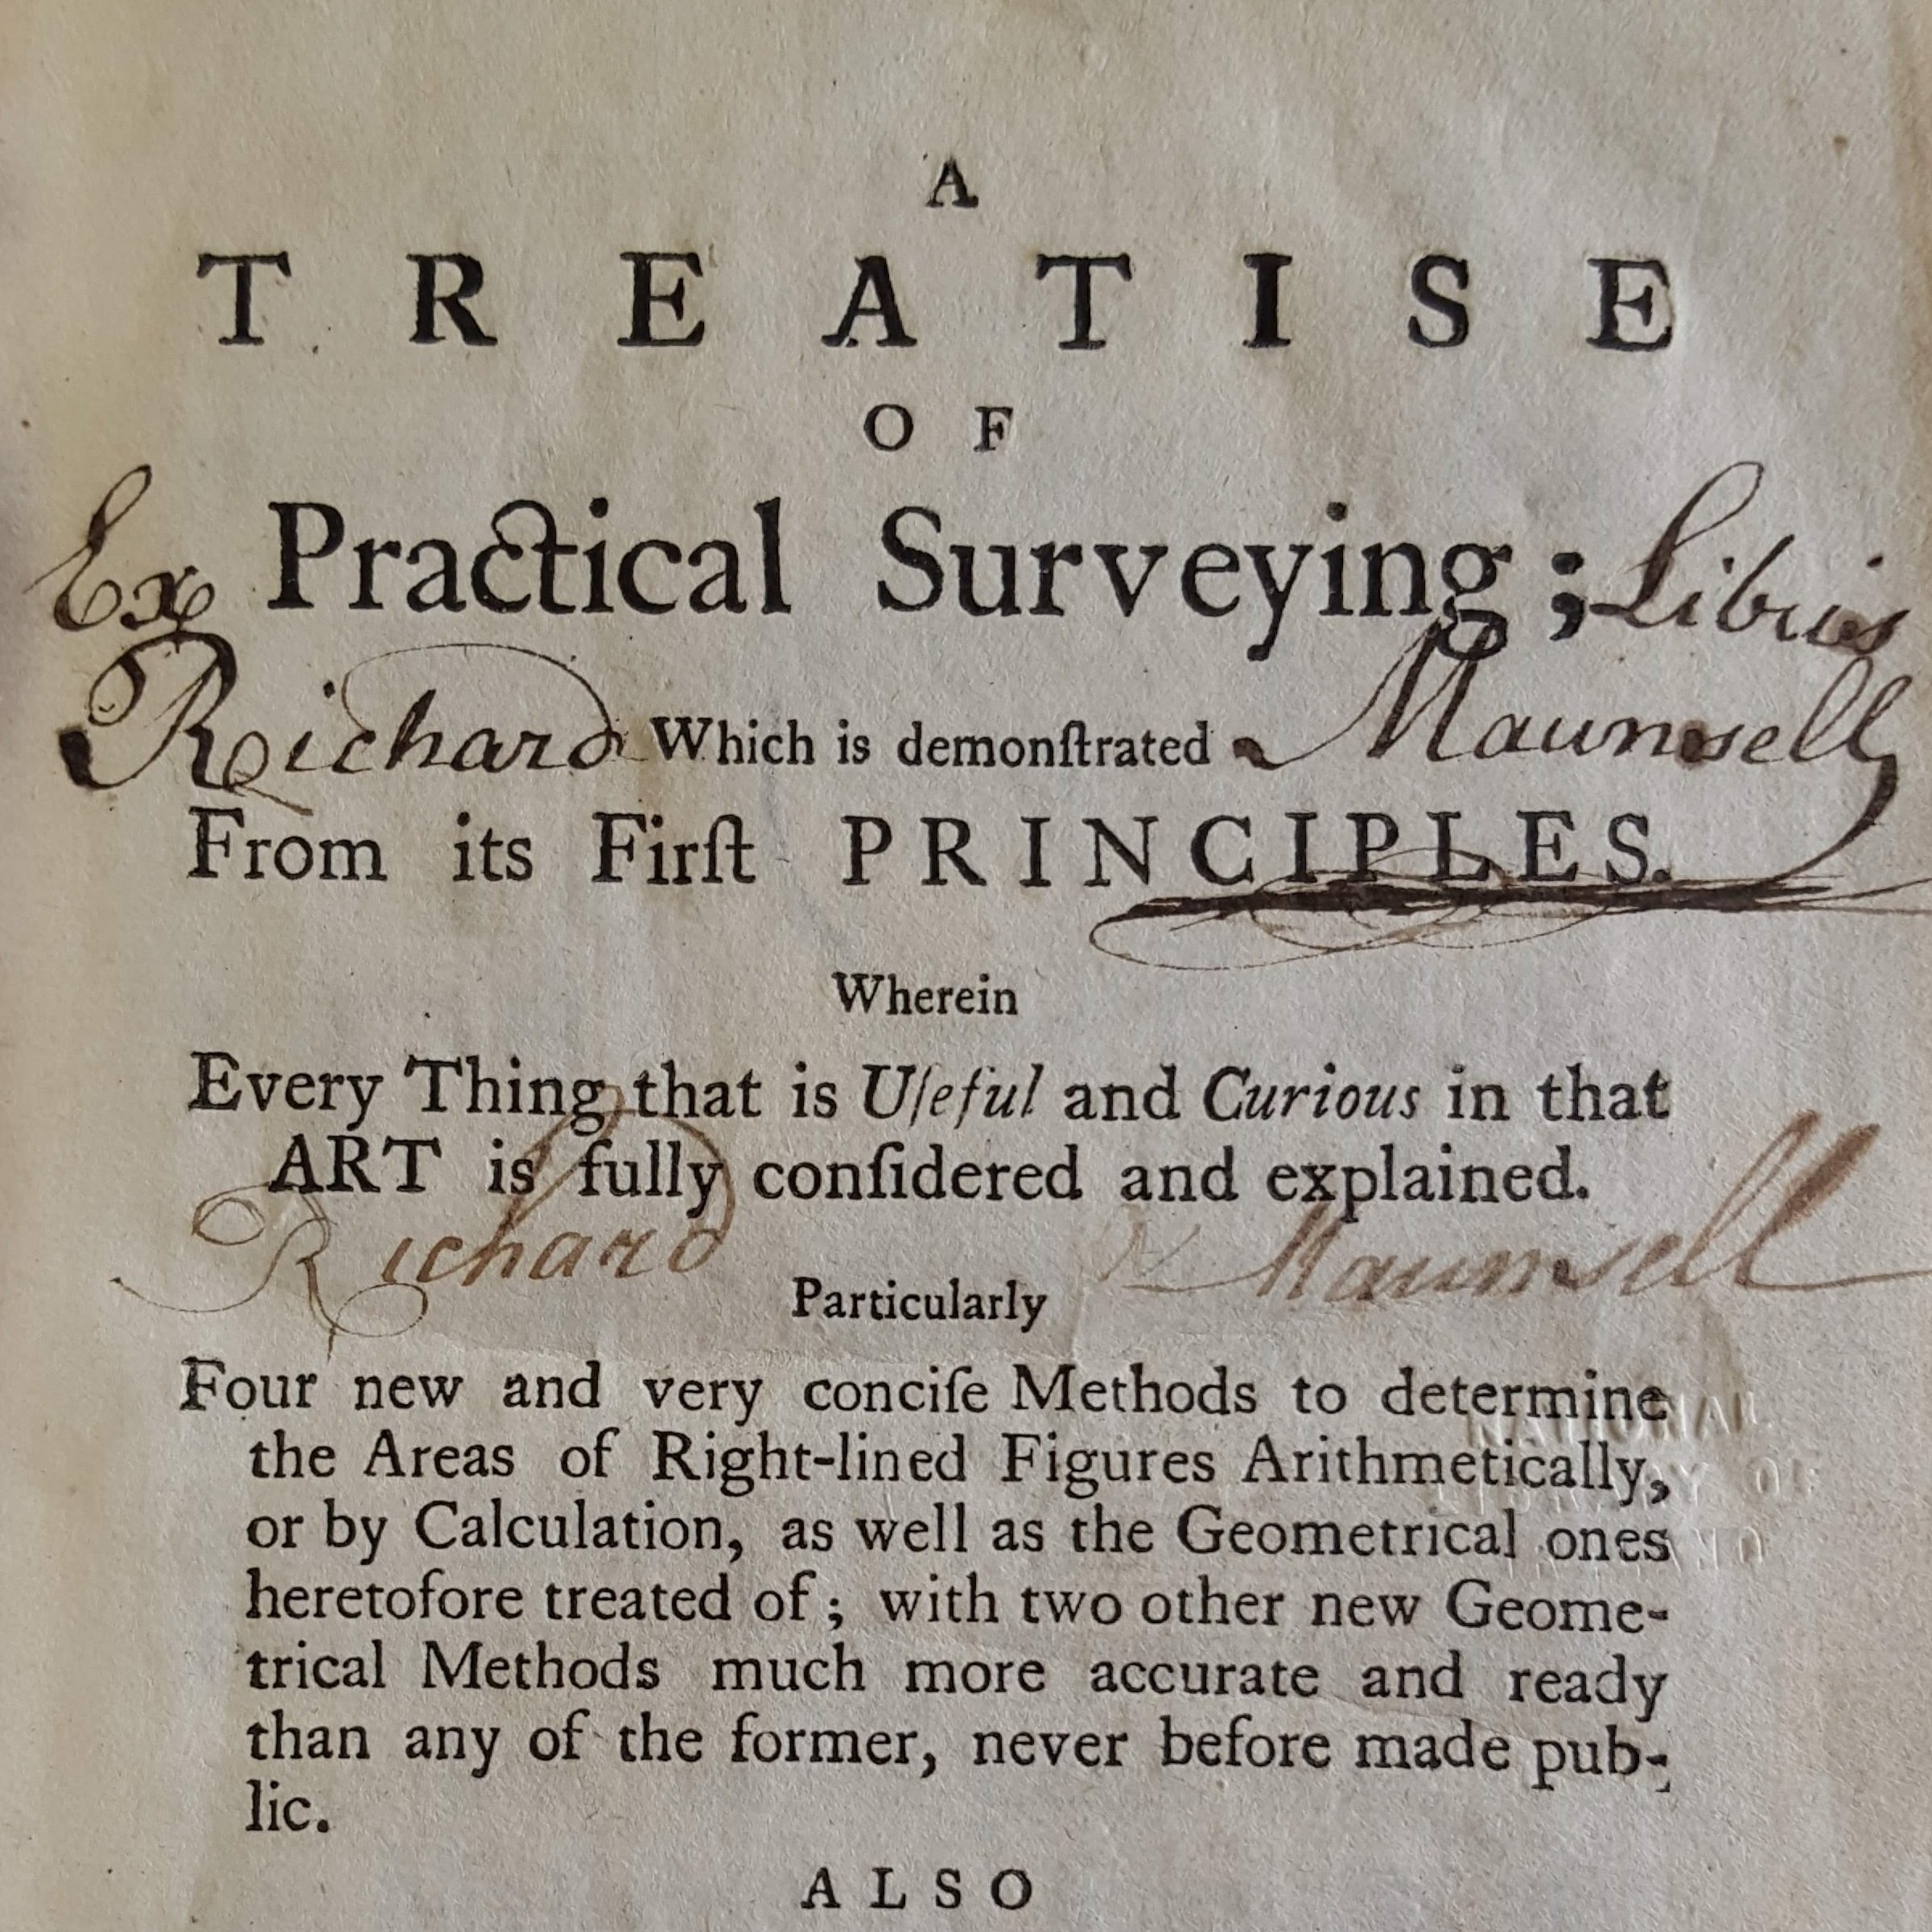 A
TREATISE
OF
Ex Practical Surveying; Libris
Richard Which is demonſtrated Maunsell
From its Firſt PRINCIPLES.
Wherein
Every Thing that is Uſeful and Curious in that
ART is fully conſidered and explained.
Richard Maunsell
Particularly
Four new and very conciſe Methods to determine
NATIONAL
the Areas of Right-lined Figures Arithmetically,
LIBRARY OF
or by Calculation, as well as the Geometrical ones
heretofore treated of; with two other new Geome-
trical Methods much more accurate and ready
than any of the former, never before made pub-
lic.
ALSO